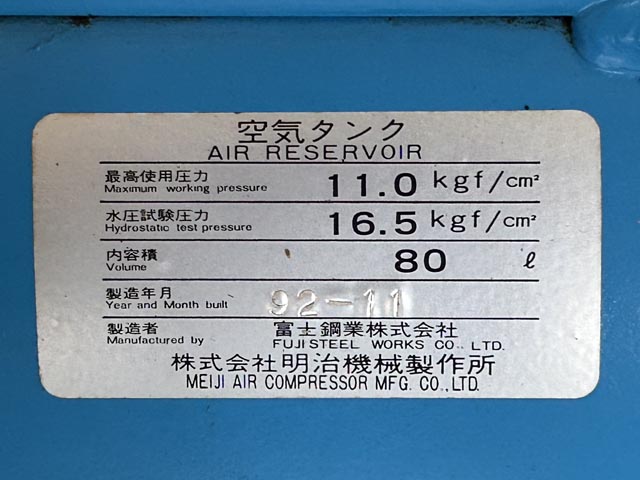 空気タンク
AIR RESERVOIR
最高使用圧力 11.0 kgf/cm²
Maximum working pressure
水圧試験圧力 16.5 kgf/cm²
Hydrostatic test pressure
内容積 80 ℓ
Volume
製造年月 92-11
Year and Month built
製造者 富士鋼業株式会社
Manufactured by FUJI STEEL WORKS CO., LTD.
株式会社明治機械製作所
MEIJI AIR COMPRESSOR MFG. CO.,LTD.